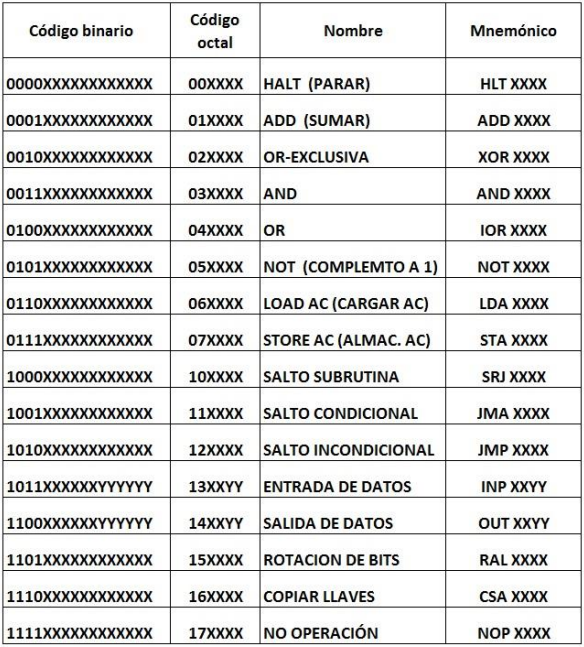 Código binario Código octal Nombre Mnemónico
0000XXXXXXXXXXXX 00XXXX HALT (PARAR) HLT XXXX
0001XXXXXXXXXXXX 01XXXX ADD (SUMAR) ADD XXXX
0010XXXXXXXXXXXX 02XXXX OR-EXCLUSIVA XOR XXXX
0011XXXXXXXXXXXX 03XXXX AND AND XXXX
0100XXXXXXXXXXXX 04XXXX OR IOR XXXX
0101XXXXXXXXXXXX 05XXXX NOT (COMPLEMTO A 1) NOT XXXX
0110XXXXXXXXXXXX 06XXXX LOAD AC (CARGAR AC) LDA XXXX
0111XXXXXXXXXXXX 07XXXX STORE AC (ALMAC. AC) STA XXXX
1000XXXXXXXXXXXX 10XXXX SALTO SUBRUTINA SRJ XXXX
1001XXXXXXXXXXXX 11XXXX SALTO CONDICIONAL JMA XXXX
1010XXXXXXXXXXXX 12XXXX SALTO INCONDICIONAL JMP XXXX
1011XXXXXXYYYYYY 13XXYY ENTRADA DE DATOS INP XXYY
1100XXXXXXYYYYYY 14XXYY SALIDA DE DATOS OUT XXYY
1101XXXXXXXXXXXX 15XXXX ROTACION DE BITS RAL XXXX
1110XXXXXXXXXXXX 16XXXX COPIAR LLAVES CSA XXXX
1111XXXXXXXXXXXX 17XXXX NO OPERACIÓN NOP XXXX